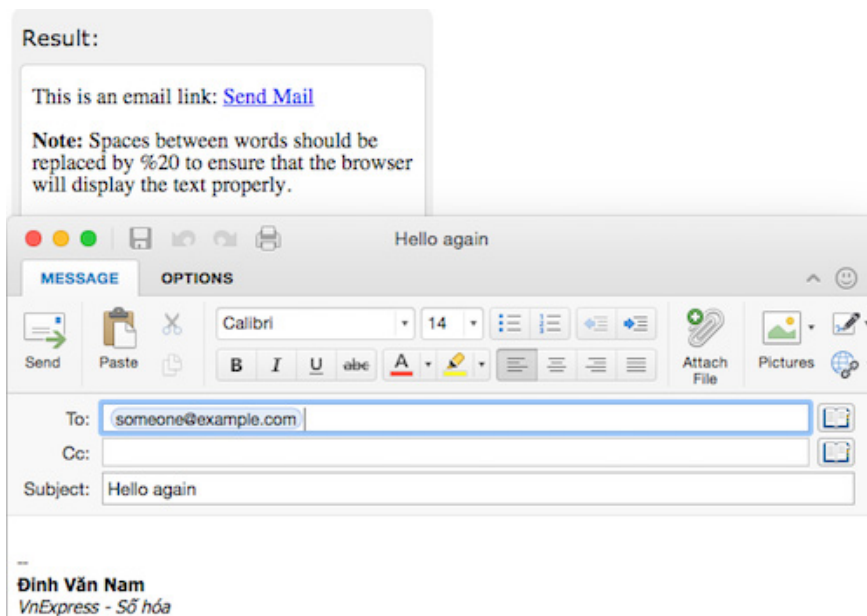 Result:
This is an email link: Send Mail
Note: Spaces between words should be
replaced by %20 to ensure that the browser
will display the text properly.
Hello again
MESSAGE OPTIONS
Calibri 14
Send Paste B I U abc A Attach File Pictures
To: someone@example.com
Cc:
Subject: Hello again
--
Đinh Văn Nam
VnExpress - Số hóa